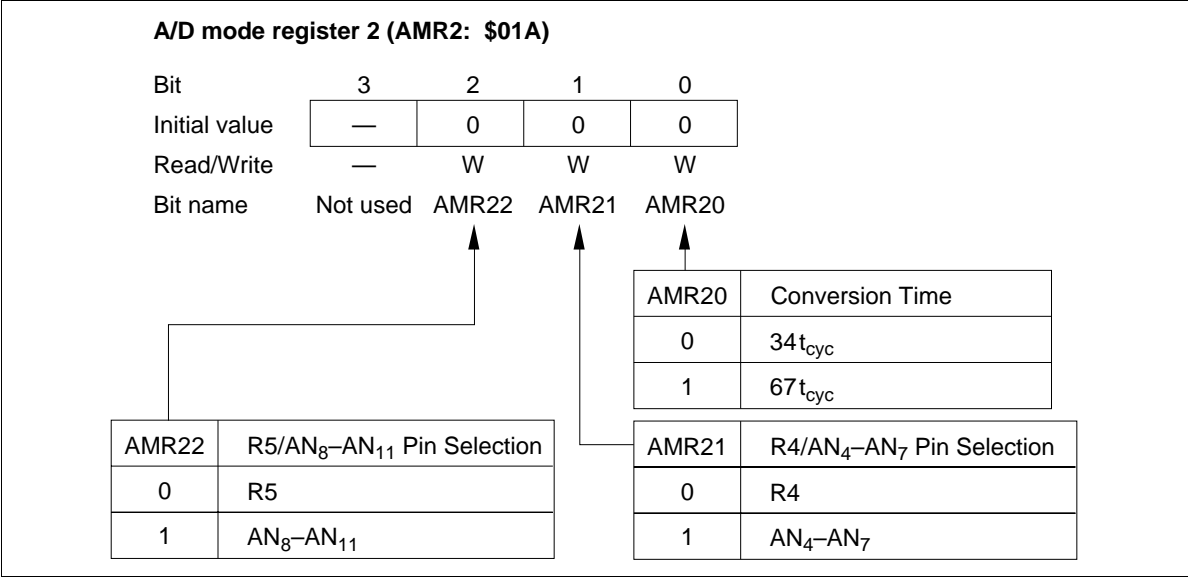 A/D mode register 2 (AMR2: $01A)
Bit 3 2 1 0
Initial value — 0 0 0
Read/Write — W W W
Bit name Not used AMR22 AMR21 AMR20
AMR20 Conversion Time
0 34tcyc
1 67tcyc
AMR22 R5/AN8–AN11 Pin Selection
0 R5
1 AN8–AN11
AMR21 R4/AN4–AN7 Pin Selection
0 R4
1 AN4–AN7